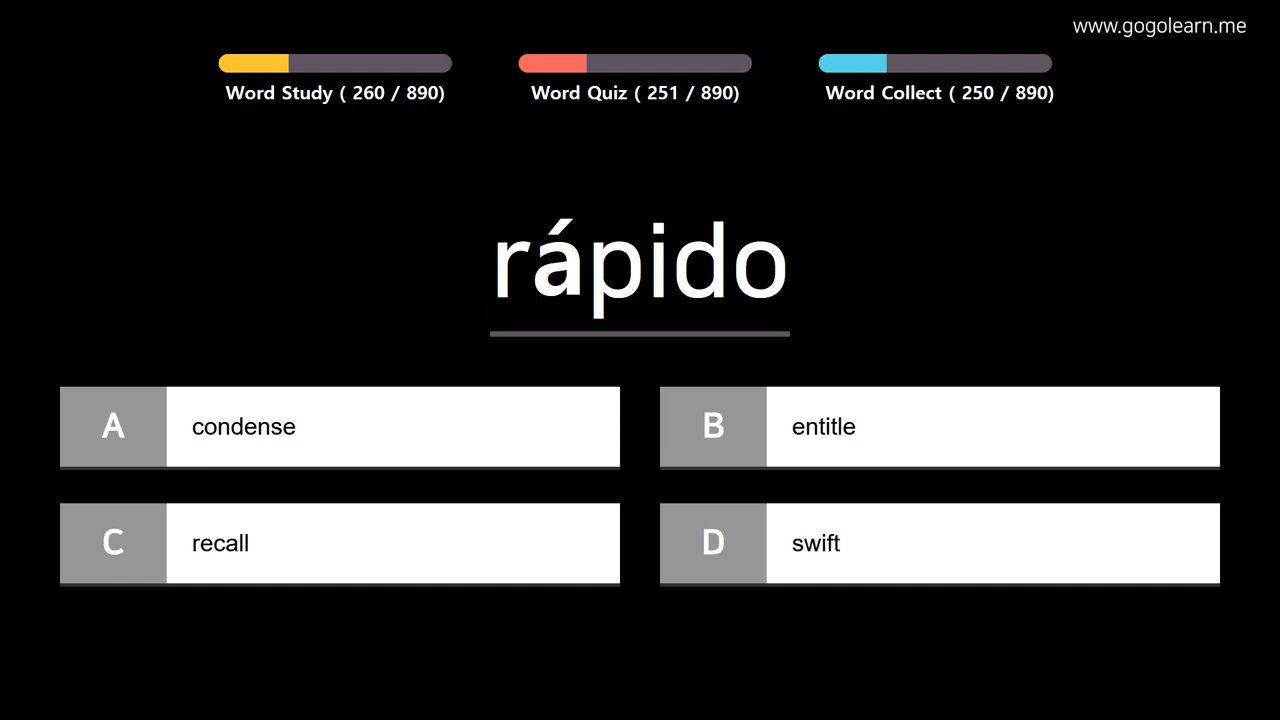 www.gogolearn.me
Word Study ( 260 / 890)
Word Quiz ( 251 / 890)
Word Collect ( 250 / 890)
rápido
A condense
B entitle
C recall
D swift